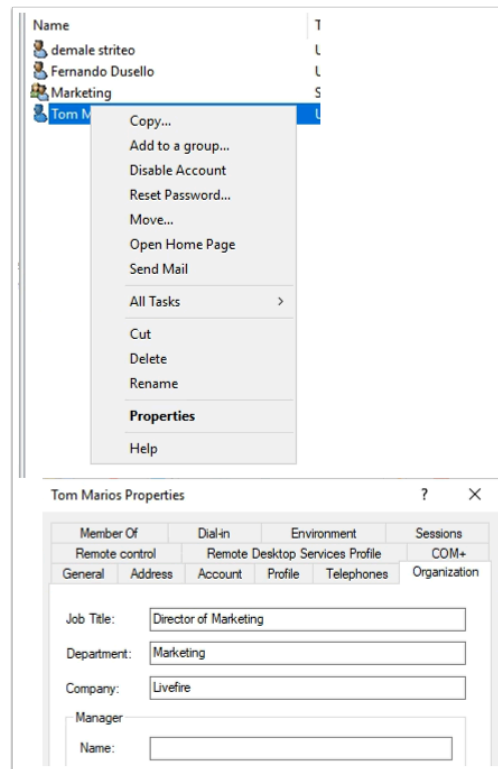 Name
T
demale striteo
U
Fernando Dusello
U
Marketing
S
Tom M
U
Copy...
Add to a group...
Disable Account
Reset Password...
Move...
Open Home Page
Send Mail
All Tasks >
Cut
Delete
Rename
Properties
Help
Tom Marios Properties ? X
Member Of Dial-in Environment Sessions
Remote control Remote Desktop Services Profile COM+
General Address Account Profile Telephones Organization
Job Title: Director of Marketing
Department: Marketing
Company: Livefire
Manager
Name: